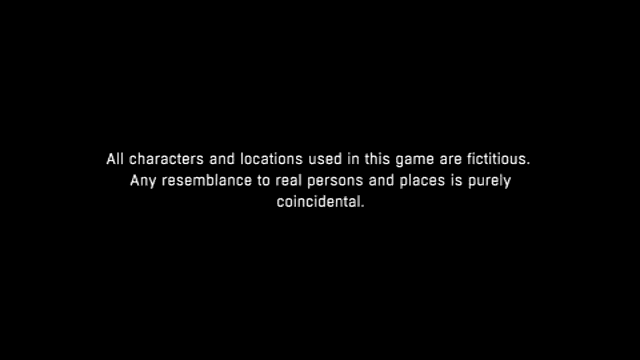 All characters and locations used in this game are fictitious.
Any resemblance to real persons and places is purely
coincidental.